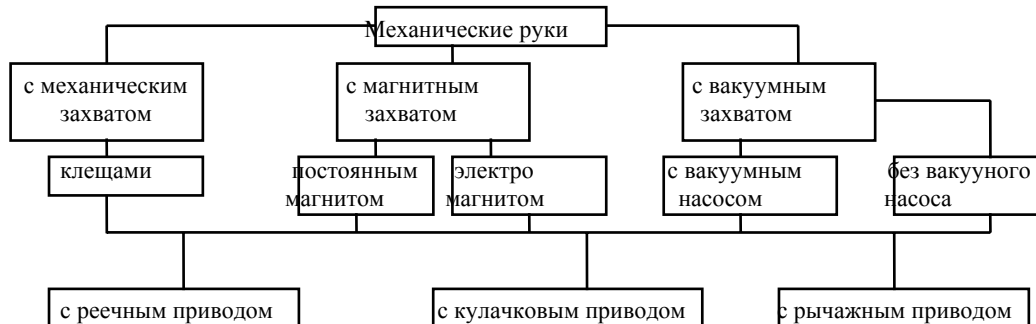 Механические руки
с механическим
захватом
с магнитным
захватом
с вакуумным
захватом
клещами
постоянным
магнитом
электро
магнитом
с вакуумным
насосом
без вакууного
насоса
с реечным приводом
с кулачковым приводом
с рычажным приводом